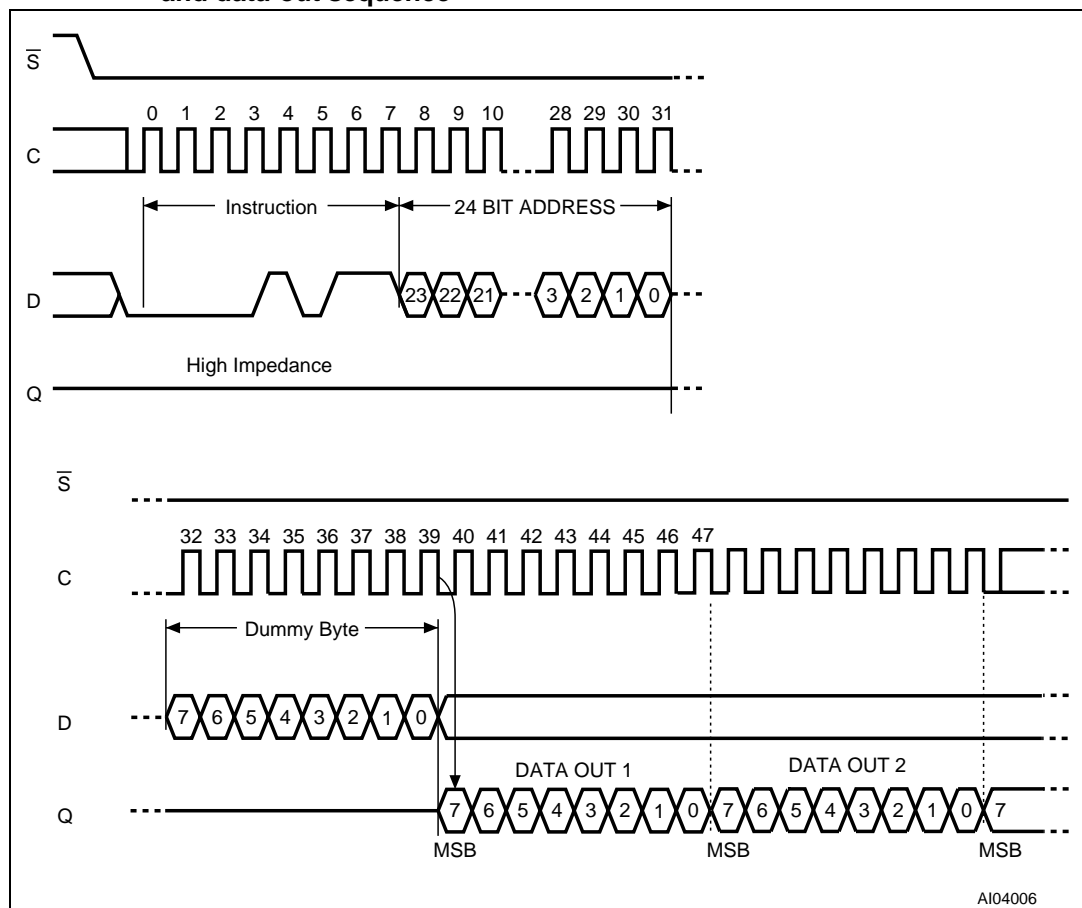 and data-out sequence
S
0 1 2 3 4 5 6 7 8 9 10 28 29 30 31
C
Instruction 24 BIT ADDRESS
D 23 22 21 3 2 1 0
High Impedance
Q
S
32 33 34 35 36 37 38 39 40 41 42 43 44 45 46 47
C
Dummy Byte
D 7 6 5 4 3 2 1 0
DATA OUT 1 DATA OUT 2
Q 7 6 5 4 3 2 1 0 7 6 5 4 3 2 1 0 7
MSB MSB MSB
AI04006